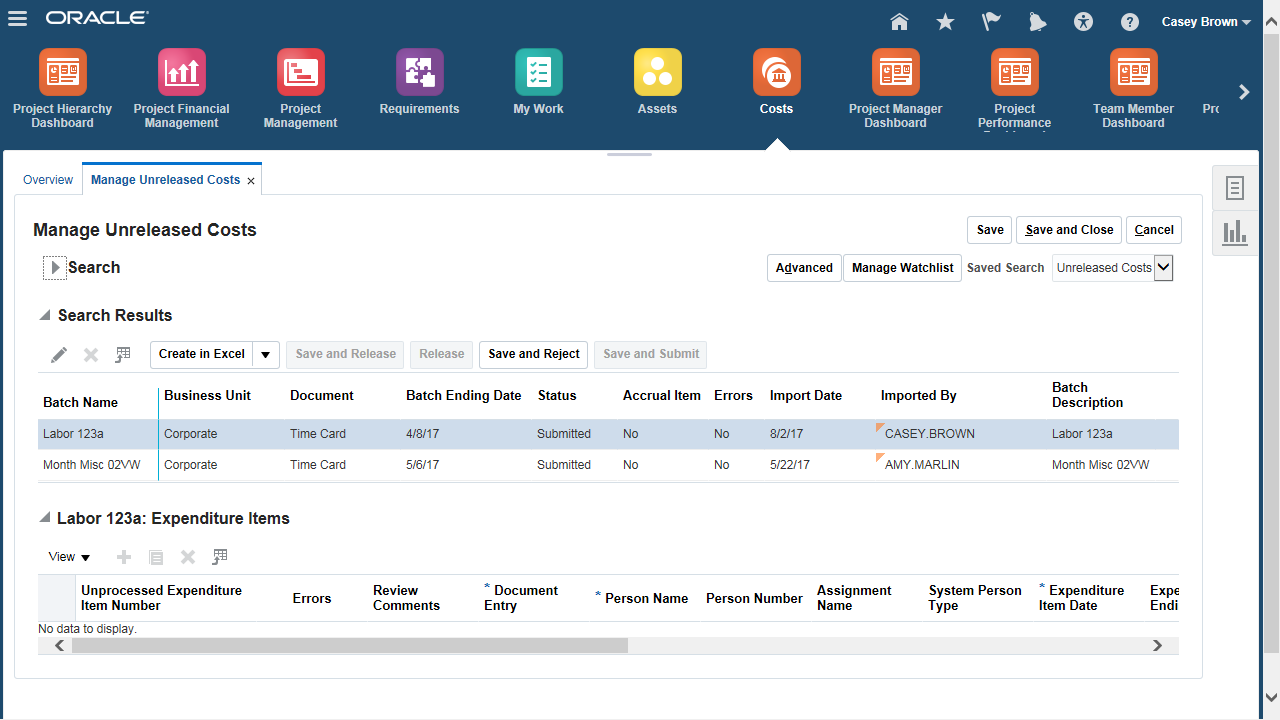 ORACLE
Casey Brown
Project Hierarchy
Dashboard
Project Financial
Management
Project
Management
Requirements
My Work
Assets
Costs
Project Manager
Dashboard
Project
Performance
Team Member
Dashboard
Overview
Manage Unreleased Costs
Manage Unreleased Costs
Save
Save and Close
Cancel
Search
Advanced
Manage Watchlist
Saved Search
Unreleased Costs
Search Results
Create in Excel
Save and Release
Release
Save and Reject
Save and Submit
Batch Name Business Unit Document Batch Ending Date Status Accrual Item Errors Import Date Imported By Batch Description
Labor 123a Corporate Time Card 4/8/17 Submitted No No 8/2/17 CASEY.BROWN Labor 123a
Month Misc 02VW Corporate Time Card 5/6/17 Submitted No No 5/22/17 AMY.MARLIN Month Misc 02VW
Labor 123a: Expenditure Items
View
Unprocessed Expenditure
Item Number
Errors
Review
Comments
* Document
Entry
* Person Name
Person Number
Assignment
Name
System Person
Type
* Expenditure
Item Date
Expe
Endi
No data to display.